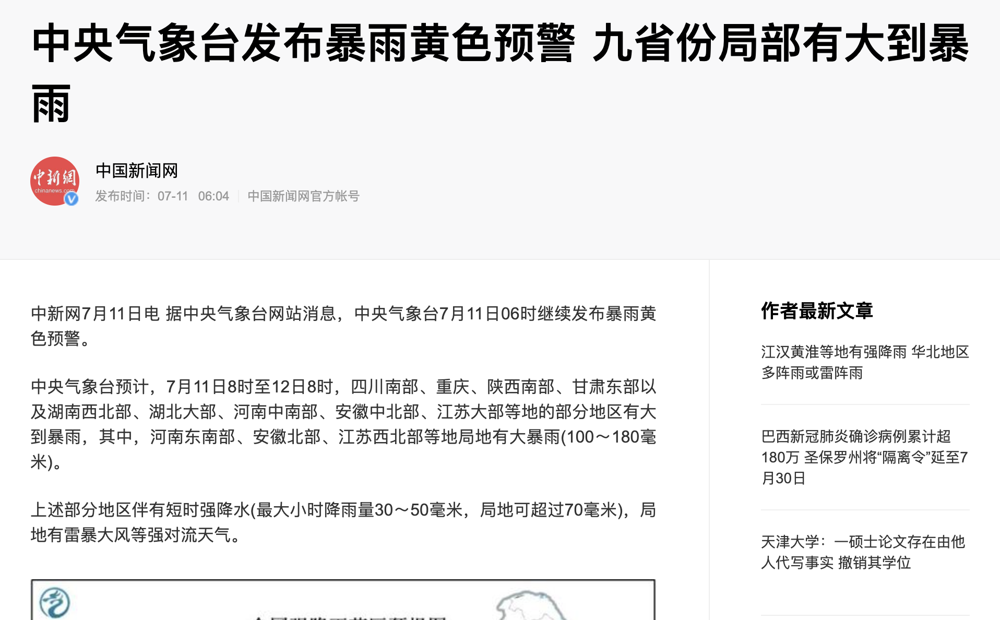 中央气象台发布暴雨黄色预警 九省份局部有大到暴
雨
中新網
chinanews.com
中国新闻网
发布时间：07-11 06:04 中国新闻网官方帐号
中新网7月11日电 据中央气象台网站消息，中央气象台7月11日06时继续发布暴雨黄
色预警。
中央气象台预计，7月11日8时至12日8时，四川南部、重庆、陕西南部、甘肃东部以
及湖南西北部、湖北大部、河南中南部、安徽中北部、江苏大部等地的部分地区有大
到暴雨，其中，河南东南部、安徽北部、江苏西北部等地局地有大暴雨(100～180毫
米)。
上述部分地区伴有短时强降水(最大小时降雨量30～50毫米，局地可超过70毫米)，局
地有雷暴大风等强对流天气。
作者最新文章
江汉黄淮等地有强降雨 华北地区
多阵雨或雷阵雨
巴西新冠肺炎确诊病例累计超
180万 圣保罗州将“隔离令”延至7
月30日
天津大学：一硕士论文存在由他
人代写事实 撤销其学位